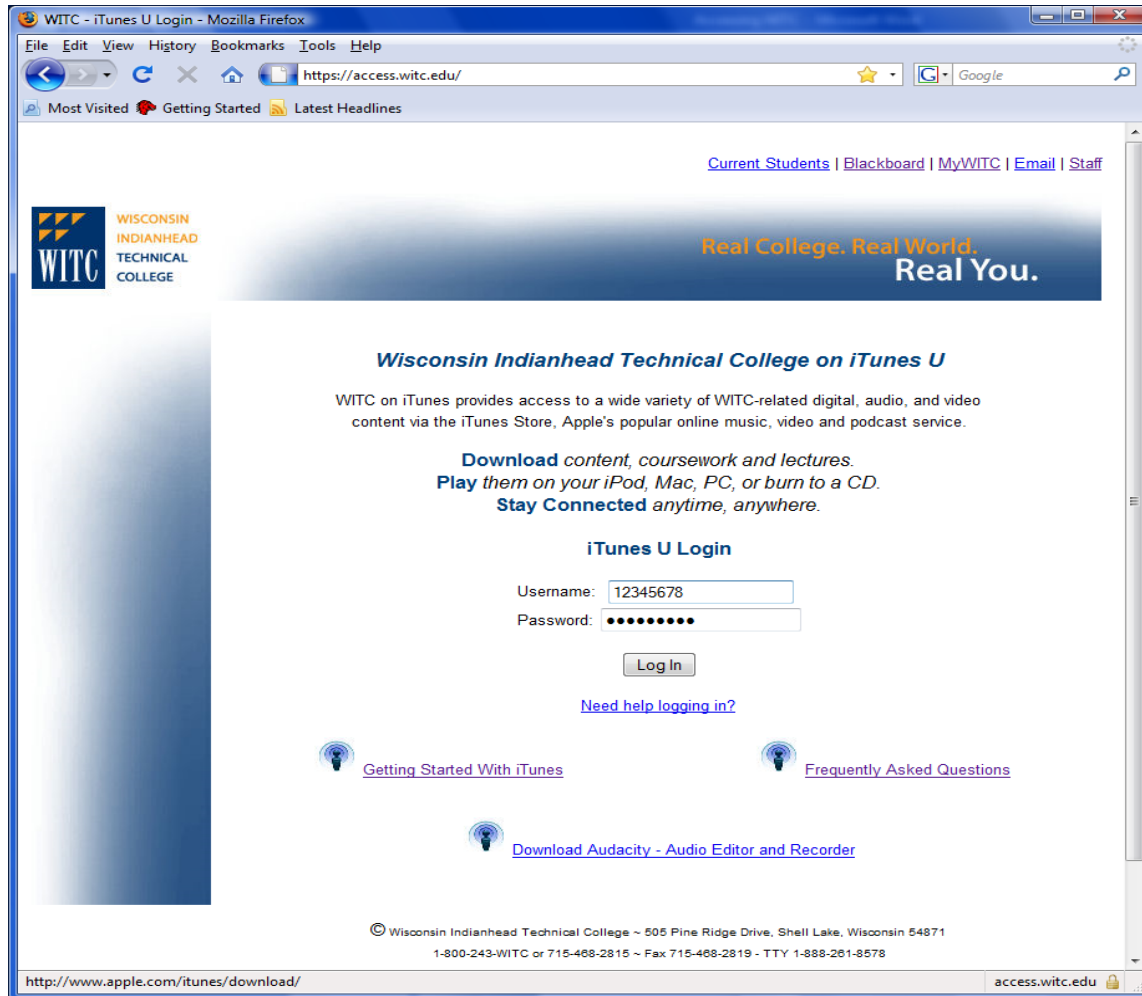 WITC - iTunes U Login - Mozilla Firefox
File Edit View History Bookmarks Tools Help
https://access.witc.edu/
G Google
Most Visited Getting Started Latest Headlines
Current Students | Blackboard | MyWITC | Email | Staff
WITC
WISCONSIN
INDIANHEAD
TECHNICAL
COLLEGE
Real College. Real World.
Real You.
Wisconsin Indianhead Technical College on iTunes U
WITC on iTunes provides access to a wide variety of WITC-related digital, audio, and video
content via the iTunes Store, Apple's popular online music, video and podcast service.
Download content, coursework and lectures.
Play them on your iPod, Mac, PC, or burn to a CD.
Stay Connected anytime, anywhere.
iTunes U Login
Username: 12345678
Password: •••••••••
Log In
Need help logging in?
Getting Started With iTunes
Frequently Asked Questions
Download Audacity - Audio Editor and Recorder
© Wisconsin Indianhead Technical College ~ 505 Pine Ridge Drive, Shell Lake, Wisconsin 54871
1-800-243-WITC or 715-468-2815 ~ Fax 715-468-2819 - TTY 1-888-261-8578
http://www.apple.com/itunes/download/
access.witc.edu